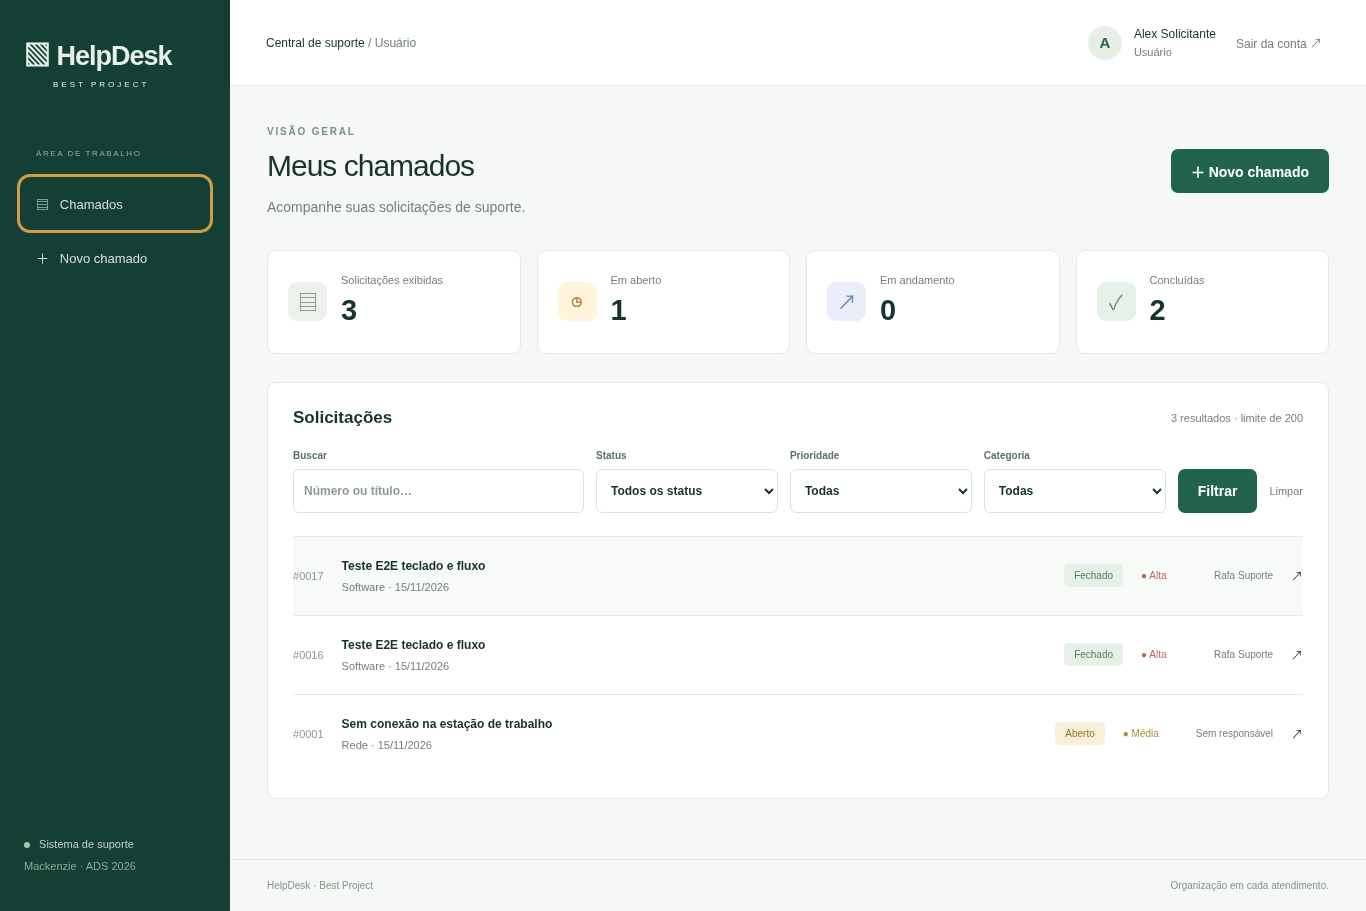 HelpDesk
BEST PROJECT
ÁREA DE TRABALHO
Chamados
Novo chamado
Sistema de suporte
Mackenzie · ADS 2026
Central de suporte / Usuário
A
Alex Solicitante
Usuário
Sair da conta ↗
VISÃO GERAL
Meus chamados
Acompanhe suas solicitações de suporte.
+ Novo chamado
Solicitações exibidas
3
Em aberto
1
Em andamento
0
Concluídas
2
Solicitações
3 resultados · limite de 200
Buscar
Número ou título…
Status
Todos os status
Prioridade
Todas
Categoria
Todas
Filtrar
Limpar
#0017
Teste E2E teclado e fluxo
Software · 15/11/2026
Fechado
● Alta
Rafa Suporte
↗
#0016
Teste E2E teclado e fluxo
Software · 15/11/2026
Fechado
● Alta
Rafa Suporte
↗
#0001
Sem conexão na estação de trabalho
Rede · 15/11/2026
Aberto
● Média
Sem responsável
↗
HelpDesk · Best Project
Organização em cada atendimento.